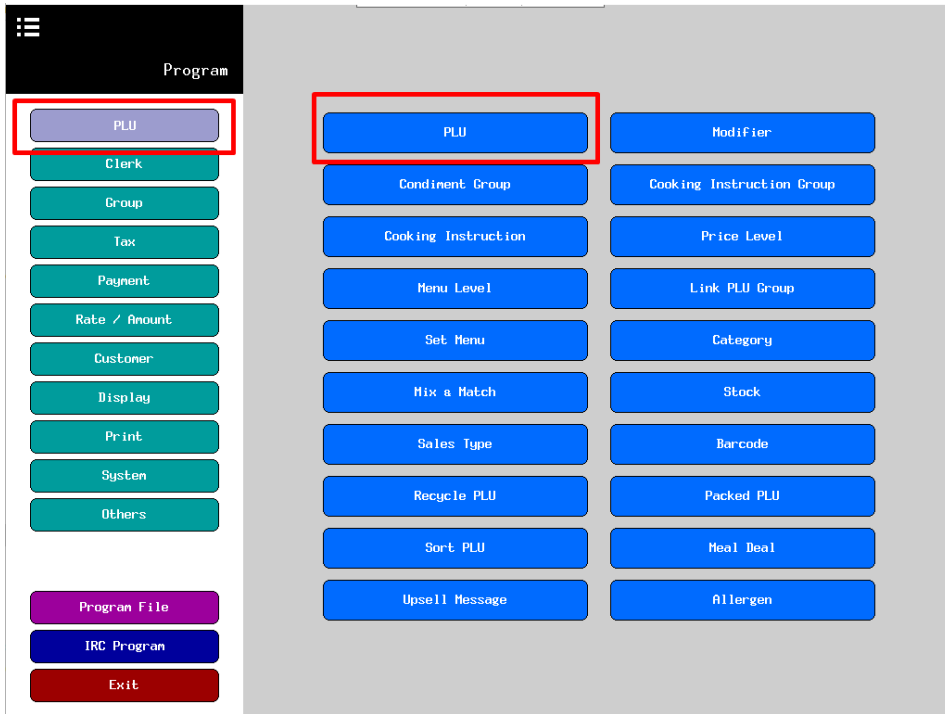 Program
PLU
Clerk
Group
Tax
Payment
Rate / Amount
Customer
Display
Print
System
Others
Program File
IRC Program
Exit
PLU
Modifier
Condiment Group
Cooking Instruction Group
Cooking Instruction
Price Level
Menu Level
Link PLU Group
Set Menu
Category
Mix & Match
Stock
Sales Type
Barcode
Recycle PLU
Packed PLU
Sort PLU
Meal Deal
Upsell Message
Allergen